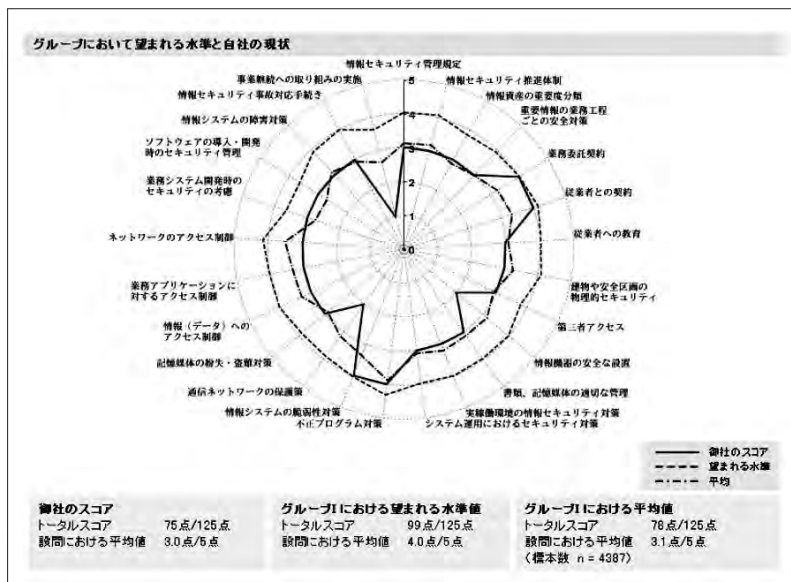 グループにおいて望まれる水準と自社の現状
情報セキュリティ管理規定
事業継続への取り組みの実施
情報セキュリティ推進体制
情報セキュリティ事故対応手続き
情報資産の重要度分類
情報システムの障害対策
重要情報の業務工程
ごとの安全対策
ソフトウェアの導入・開発
時のセキュリティ管理
業務委託契約
業務システム開発時の
セキュリティの考慮
従業者との契約
ネットワークのアクセス制御
従業者への教育
業務アプリケーションに
対するアクセス制御
建物や安全区画の
物理的セキュリティ
情報（データ）への
アクセス制御
第三者アクセス
記憶媒体の紛失・盗難対策
情報機器の安全な設置
通信ネットワークの保護策
書類、記憶媒体の適切な管理
情報システムの脆弱性対策
実稼働環境の情報セキュリティ対策
不正プログラム対策
システム運用におけるセキュリティ対策
5
4
3
2
1
0
御社のスコア
望まれる水準
平均
御社のスコア
トータルスコア 75点/125点
設問における平均値 3.0点/5点
グループIにおける望まれる水準値
トータルスコア 99点/125点
設問における平均値 4.0点/5点
グループIにおける平均値
トータルスコア 78点/125点
設問における平均値 3.1点/5点
（標本数 n = 4387）